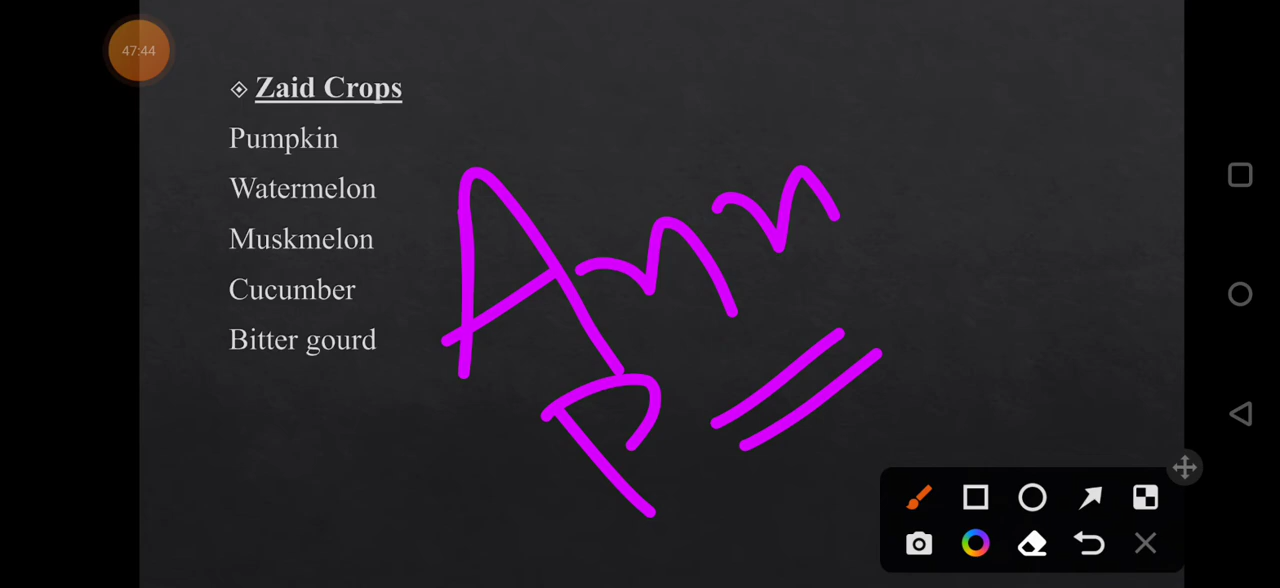 47:44
Zaid Crops
Pumpkin
Watermelon
Muskmelon
Cucumber
Bitter gourd